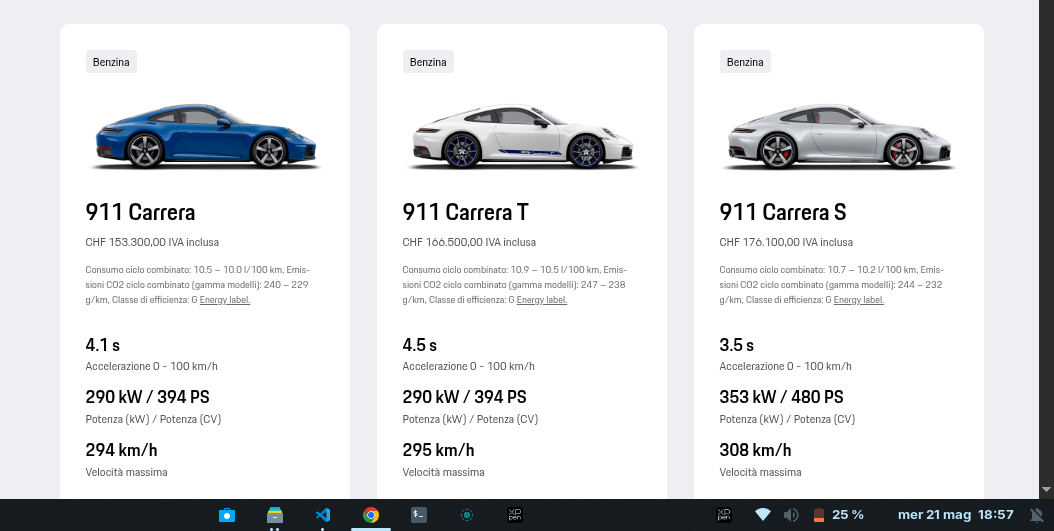 Benzina
911 Carrera
CHF 153.300,00 IVA inclusa
Consumo ciclo combinato: 10.5 – 10.0 l/100 km, Emis-
sioni CO2 ciclo combinato (gamma modelli): 240 – 229
g/km, Classe di efficienza: G Energy label.
4.1 s
Accelerazione 0 - 100 km/h
290 kW / 394 PS
Potenza (kW) / Potenza (CV)
294 km/h
Velocità massima
Benzina
911 Carrera T
CHF 166.500,00 IVA inclusa
Consumo ciclo combinato: 10.9 – 10.5 l/100 km, Emis-
sioni CO2 ciclo combinato (gamma modelli): 247 – 238
g/km, Classe di efficienza: G Energy label.
4.5 s
Accelerazione 0 - 100 km/h
290 kW / 394 PS
Potenza (kW) / Potenza (CV)
295 km/h
Velocità massima
Benzina
911 Carrera S
CHF 176.100,00 IVA inclusa
Consumo ciclo combinato: 10.7 – 10.2 l/100 km, Emis-
sioni CO2 ciclo combinato (gamma modelli): 244 – 232
g/km, Classe di efficienza: G Energy label.
3.5 s
Accelerazione 0 - 100 km/h
353 kW / 480 PS
Potenza (kW) / Potenza (CV)
308 km/h
Velocità massima
$_
XP
pen
XP
pen
25 %
mer 21 mag 18:57